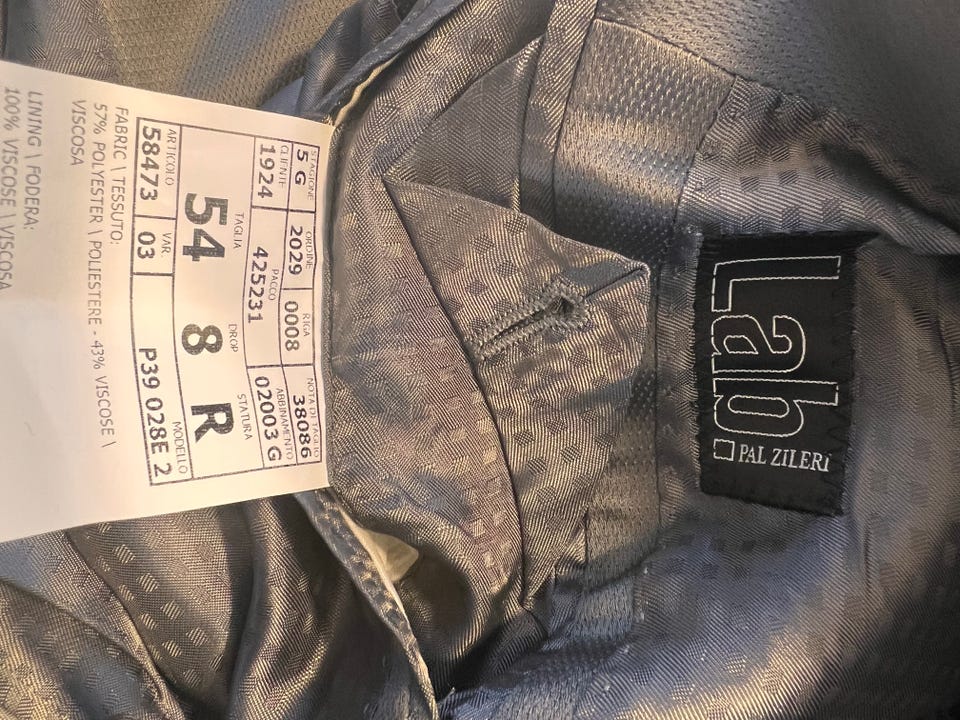 STAGIONE ORDINE RIGA NOTA DI TAGLIO
5 G 2029 0008 38086
CLIENTE PACCO ABBINAMENTO
1924 425231 02003 G
TAGLIA DROP STATURA
54 8 R
ARTICOLO VAR. MODELLO
58473 03 P39 028E 2
FABRIC \ TESSUTO:
57% POLYESTER \ POLIESTERE - 43% VISCOSE \
VISCOSA
LINING \ FODERA:
100% VISCOSE \ VISCOSA
Lab.
PAL ZILERI